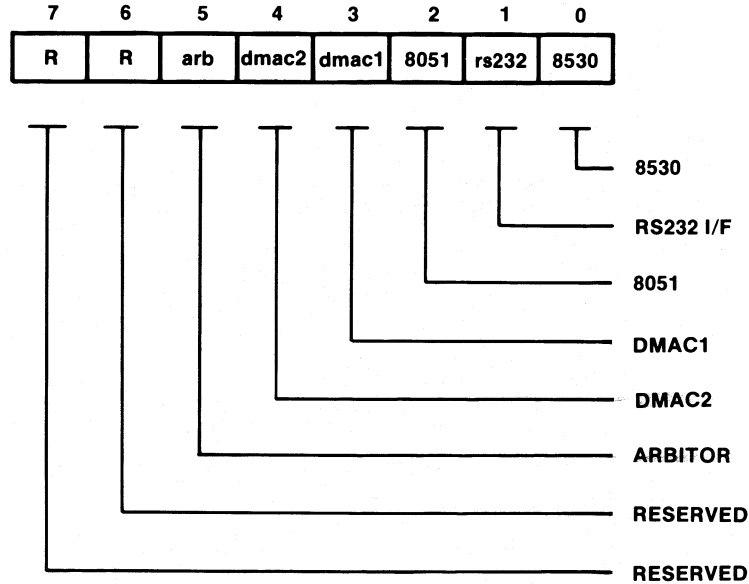 7 6 5 4 3 2 1 0
R R arb dmac2 dmac1 8051 rs232 8530
8530
RS232 I/F
8051
DMAC1
DMAC2
ARBITOR
RESERVED
RESERVED